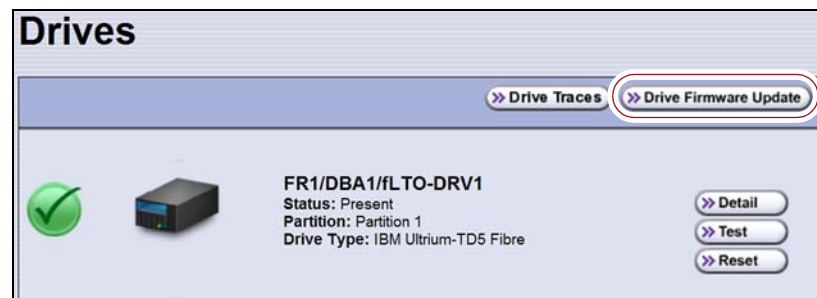 Drives
» Drive Traces » Drive Firmware Update
FR1/DBA1/fLTO-DRV1
Status: Present
Partition: Partition 1
Drive Type: IBM Ultrium-TD5 Fibre
» Detail
» Test
» Reset